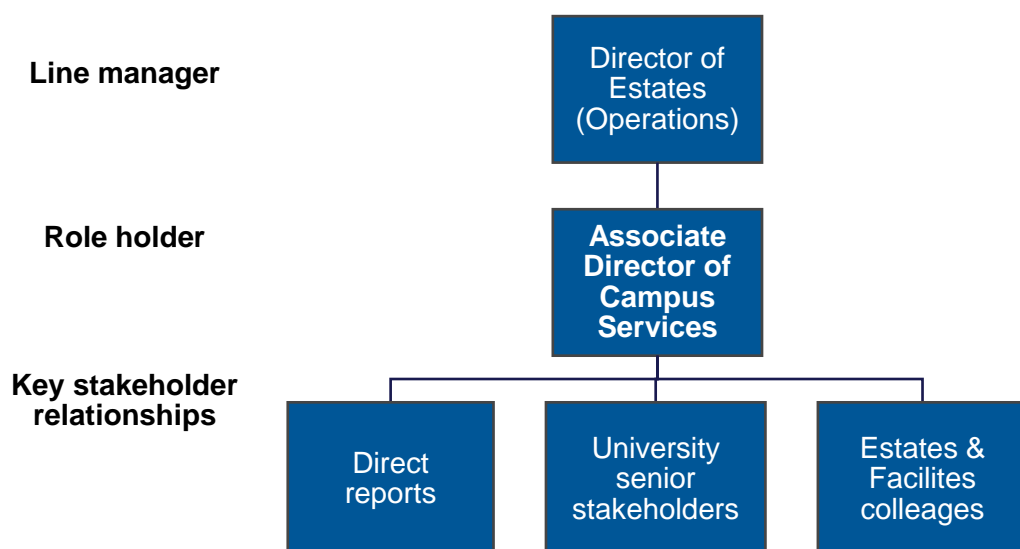 Line manager
Director of
Estates
(Operations)
Role holder
Associate
Director of
Campus
Services
Key stakeholder
relationships
Direct
reports
University
senior
stakeholders
Estates &
Facilites
colleages